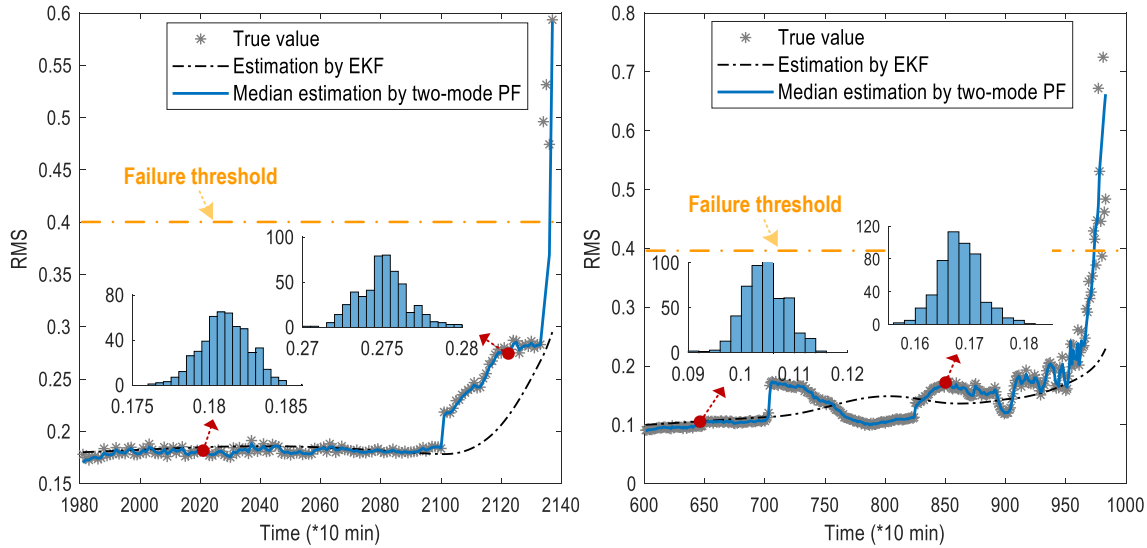 True value
Estimation by EKF
Median estimation by two-mode PF
Failure threshold
RMS
0.6
0.55
0.5
0.45
0.4
0.35
0.3
0.25
0.2
0.15
1980 2000 2020 2040 2060 2080 2100 2120 2140
Time (*10 min)
80
40
0
0.175 0.18 0.185
100
50
0
0.27 0.275 0.28
True value
Estimation by EKF
Median estimation by two-mode PF
Failure threshold
RMS
0.8
0.7
0.6
0.5
0.4
0.3
0.2
0.1
0
600 650 700 750 800 850 900 950 1000
Time (*10 min)
100
50
0
0.09 0.1 0.11 0.12
120
80
40
0
0.16 0.17 0.18